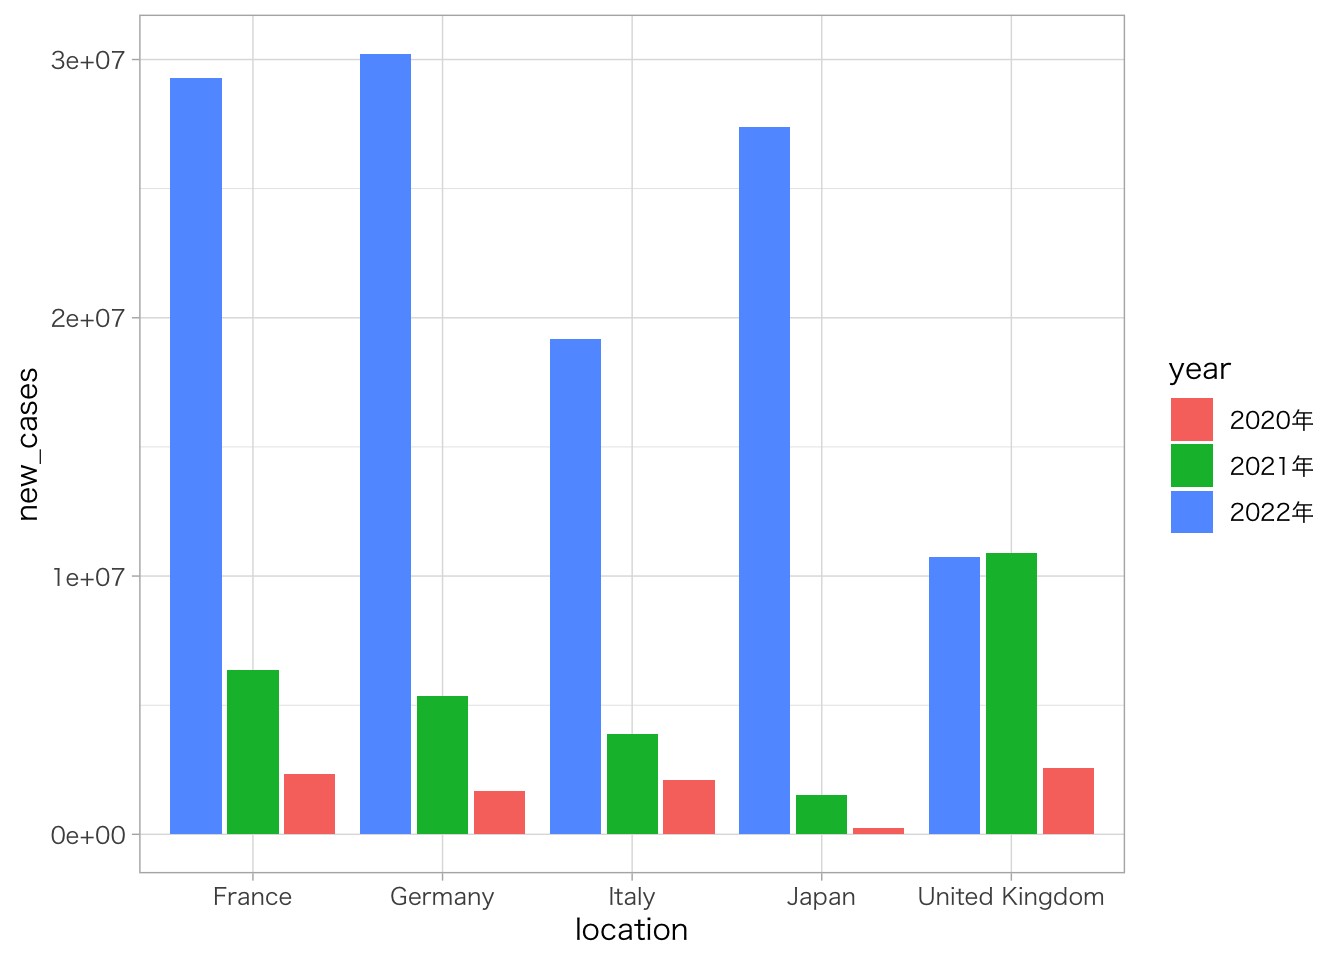 3e+07
2e+07
1e+07
0e+00
new_cases
France Germany Italy Japan United Kingdom
location
year
2020年
2021年
2022年